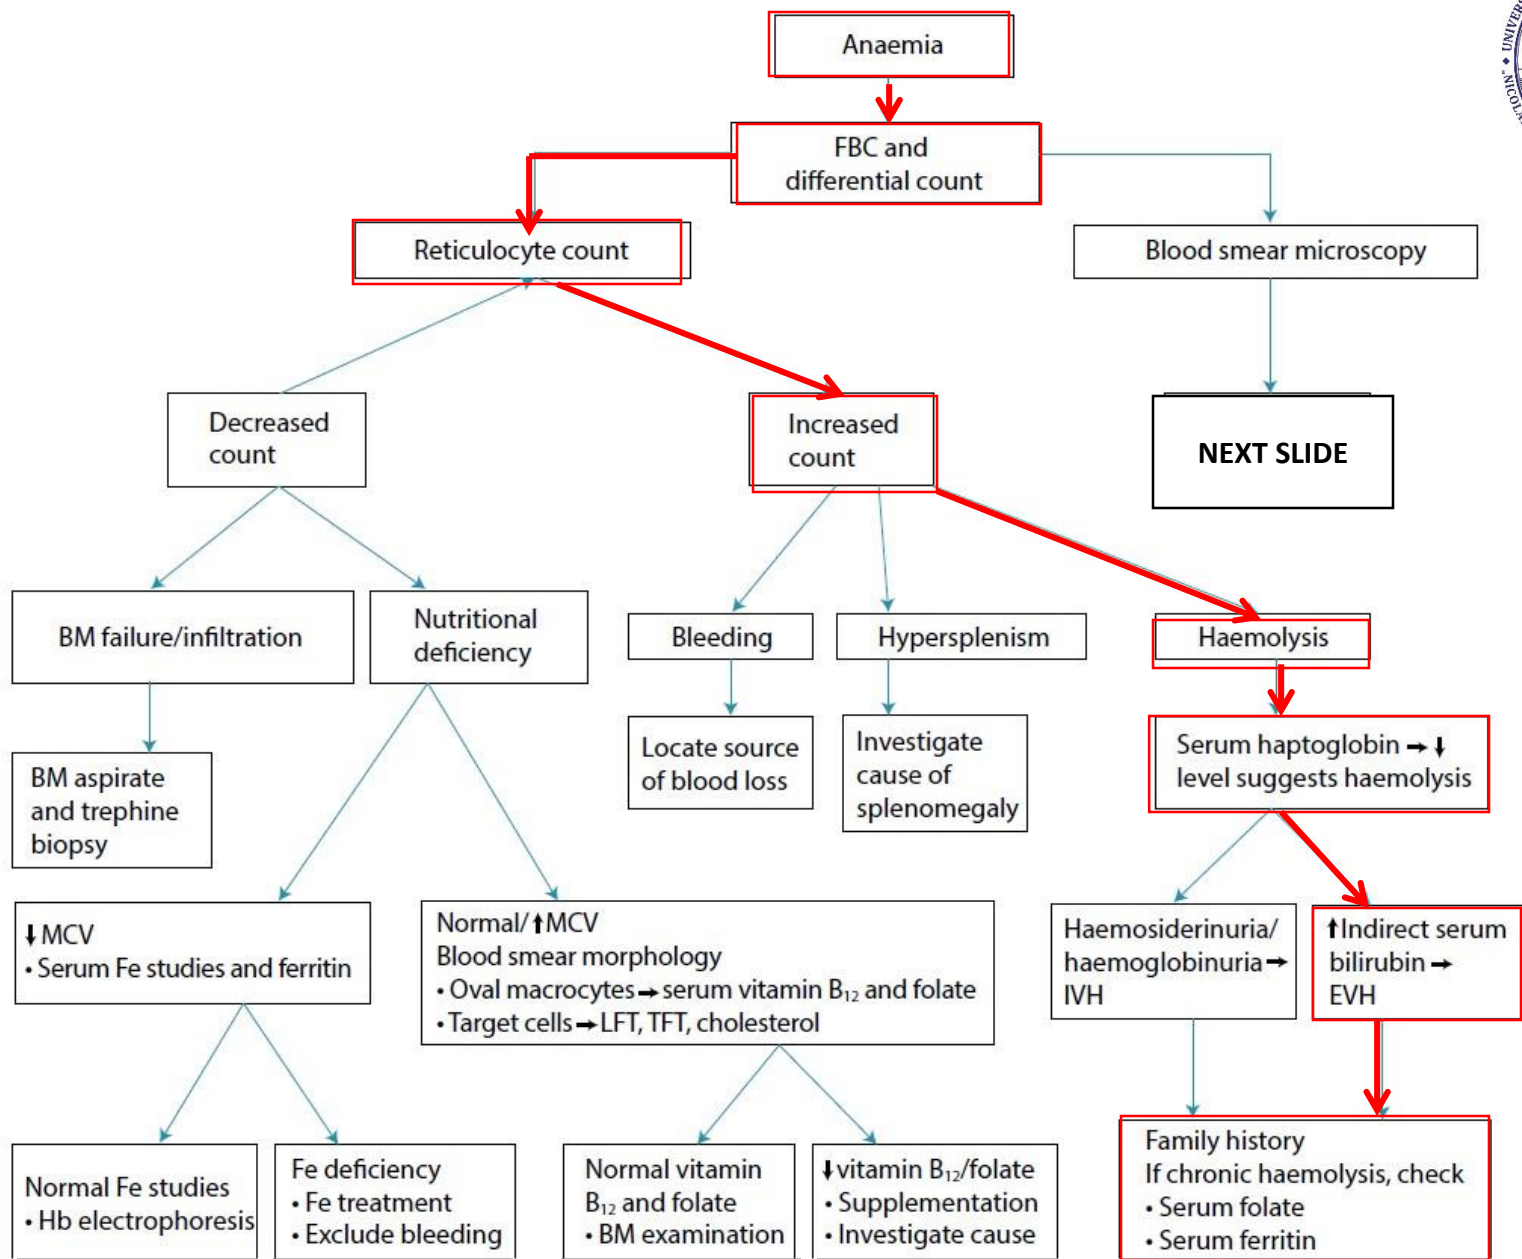 Anaemia
UNIVERS
"NICOLA
FBC and
differential count
Reticulocyte count
Blood smear microscopy
Decreased
count
Increased
count
NEXT SLIDE
BM failure/infiltration
Nutritional
deficiency
Bleeding
Hypersplenism
Haemolysis
BM aspirate
and trephine
biopsy
Locate source
of blood loss
Investigate
cause of
splenomegaly
Serum haptoglobin → ↓
level suggests haemolysis
↓ MCV
• Serum Fe studies and ferritin
Normal/ ↑ MCV
Blood smear morphology
• Oval macrocytes → serum vitamin B₁₂ and folate
• Target cells → LFT, TFT, cholesterol
Haemosiderinuria/
haemoglobinuria →
IVH
↑ Indirect serum
bilirubin →
EVH
Normal Fe studies
• Hb electrophoresis
Fe deficiency
• Fe treatment
• Exclude bleeding
Normal vitamin
B₁₂ and folate
• BM examination
↓ vitamin B₁₂/folate
• Supplementation
• Investigate cause
Family history
If chronic haemolysis, check
• Serum folate
• Serum ferritin